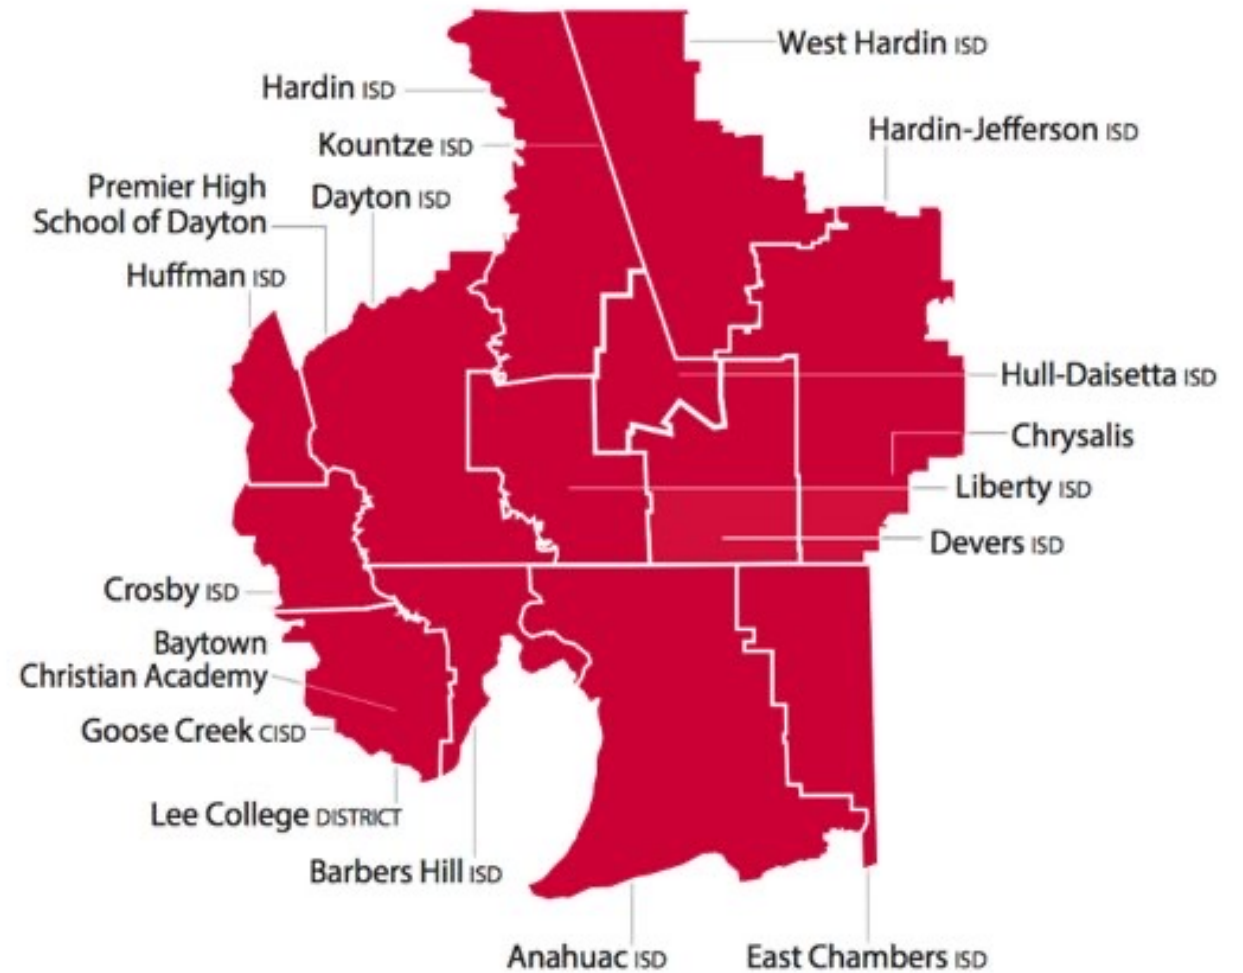 West Hardin ISD
Hardin ISD
Hardin-Jefferson ISD
Kountze ISD
Premier High
School of Dayton
Dayton ISD
Huffman ISD
Hull-Daisetta ISD
Chrysalis
Liberty ISD
Devers ISD
Crosby ISD
Baytown
Christian Academy
Goose Creek CISD
Lee College DISTRICT
Barbers Hill ISD
Anahuac ISD
East Chambers ISD